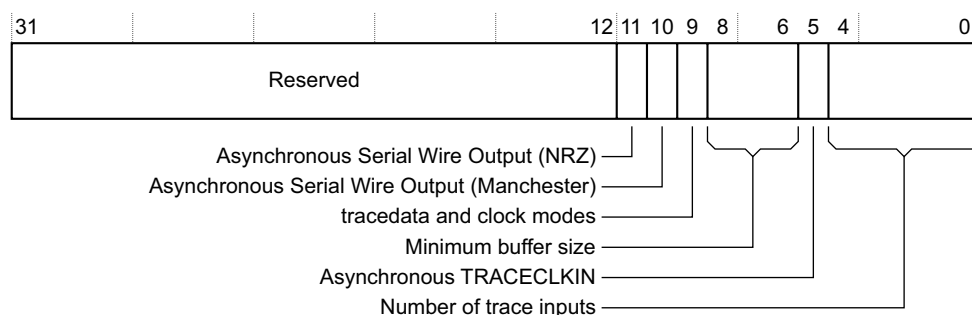 31 12 11 10 9 8 6 5 4 0
Reserved
Asynchronous Serial Wire Output (NRZ)
Asynchronous Serial Wire Output (Manchester)
tracedata and clock modes
Minimum buffer size
Asynchronous TRACECLKIN
Number of trace inputs